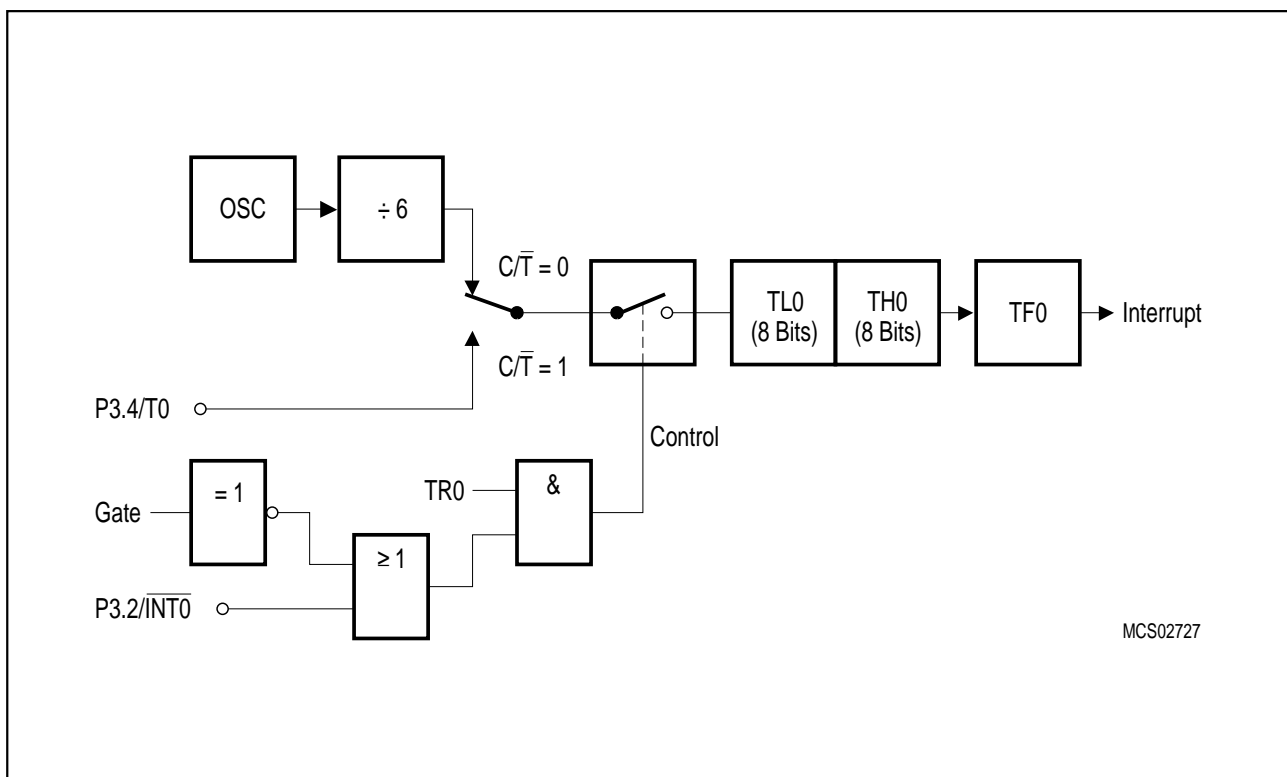 OSC
÷ 6
C/T̅ = 0
TL0
(8 Bits)
TH0
(8 Bits)
TF0
Interrupt
C/T̅ = 1
P3.4/T0
Control
= 1
TR0
&
Gate
≥ 1
P3.2/I̅N̅T̅0̅
MCS02727